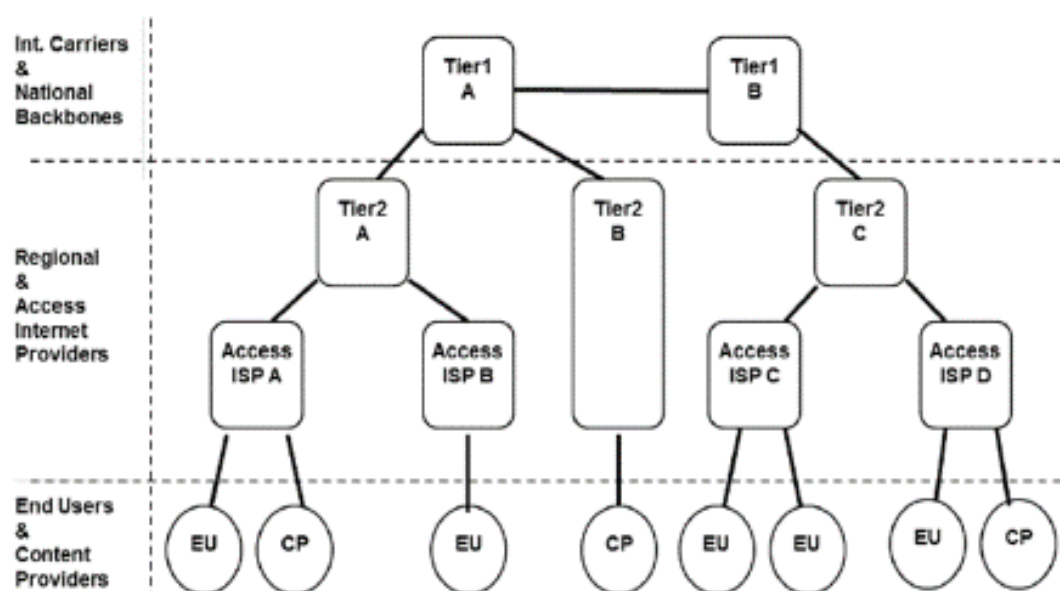 Int. Carriers
&
National
Backbones
Tier1
A
Tier1
B
Regional
&
Access
Internet
Providers
Tier2
A
Tier2
B
Tier2
C
Access
ISP A
Access
ISP B
Access
ISP C
Access
ISP D
End Users
&
Content
Providers
EU
CP
EU
CP
EU
EU
EU
CP